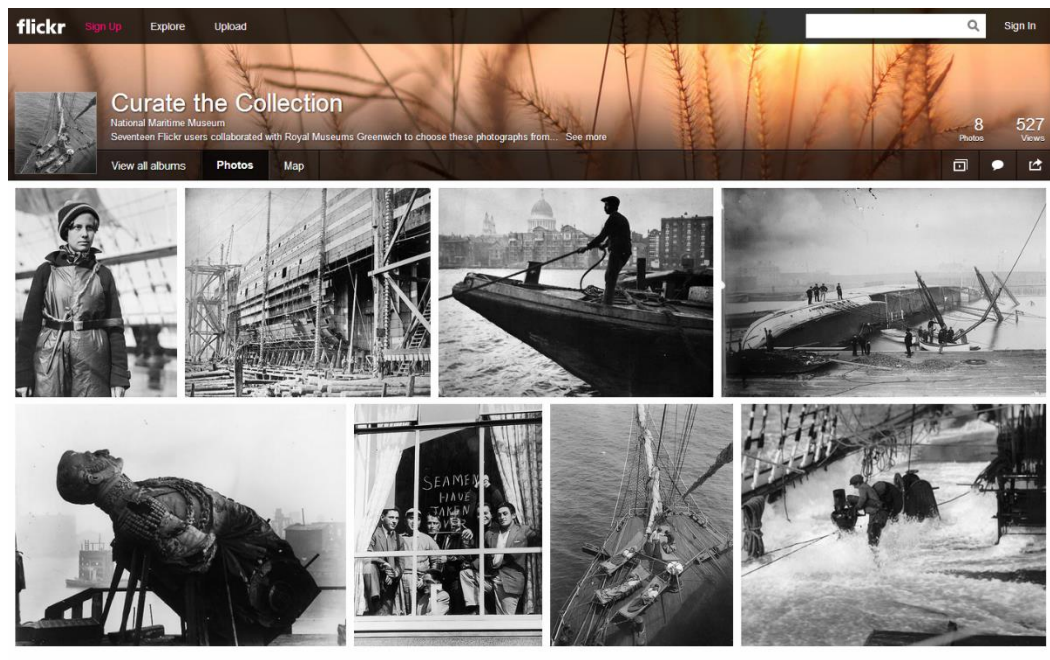 flickr Sign Up Explore Upload Sign In
Curate the Collection
National Maritime Museum
Seventeen Flickr users collaborated with Royal Museums Greenwich to choose these photographs from... See more
8 527
Photos Views
View all albums Photos Map
SEAMEN
HAVE
TAKEN
OVER